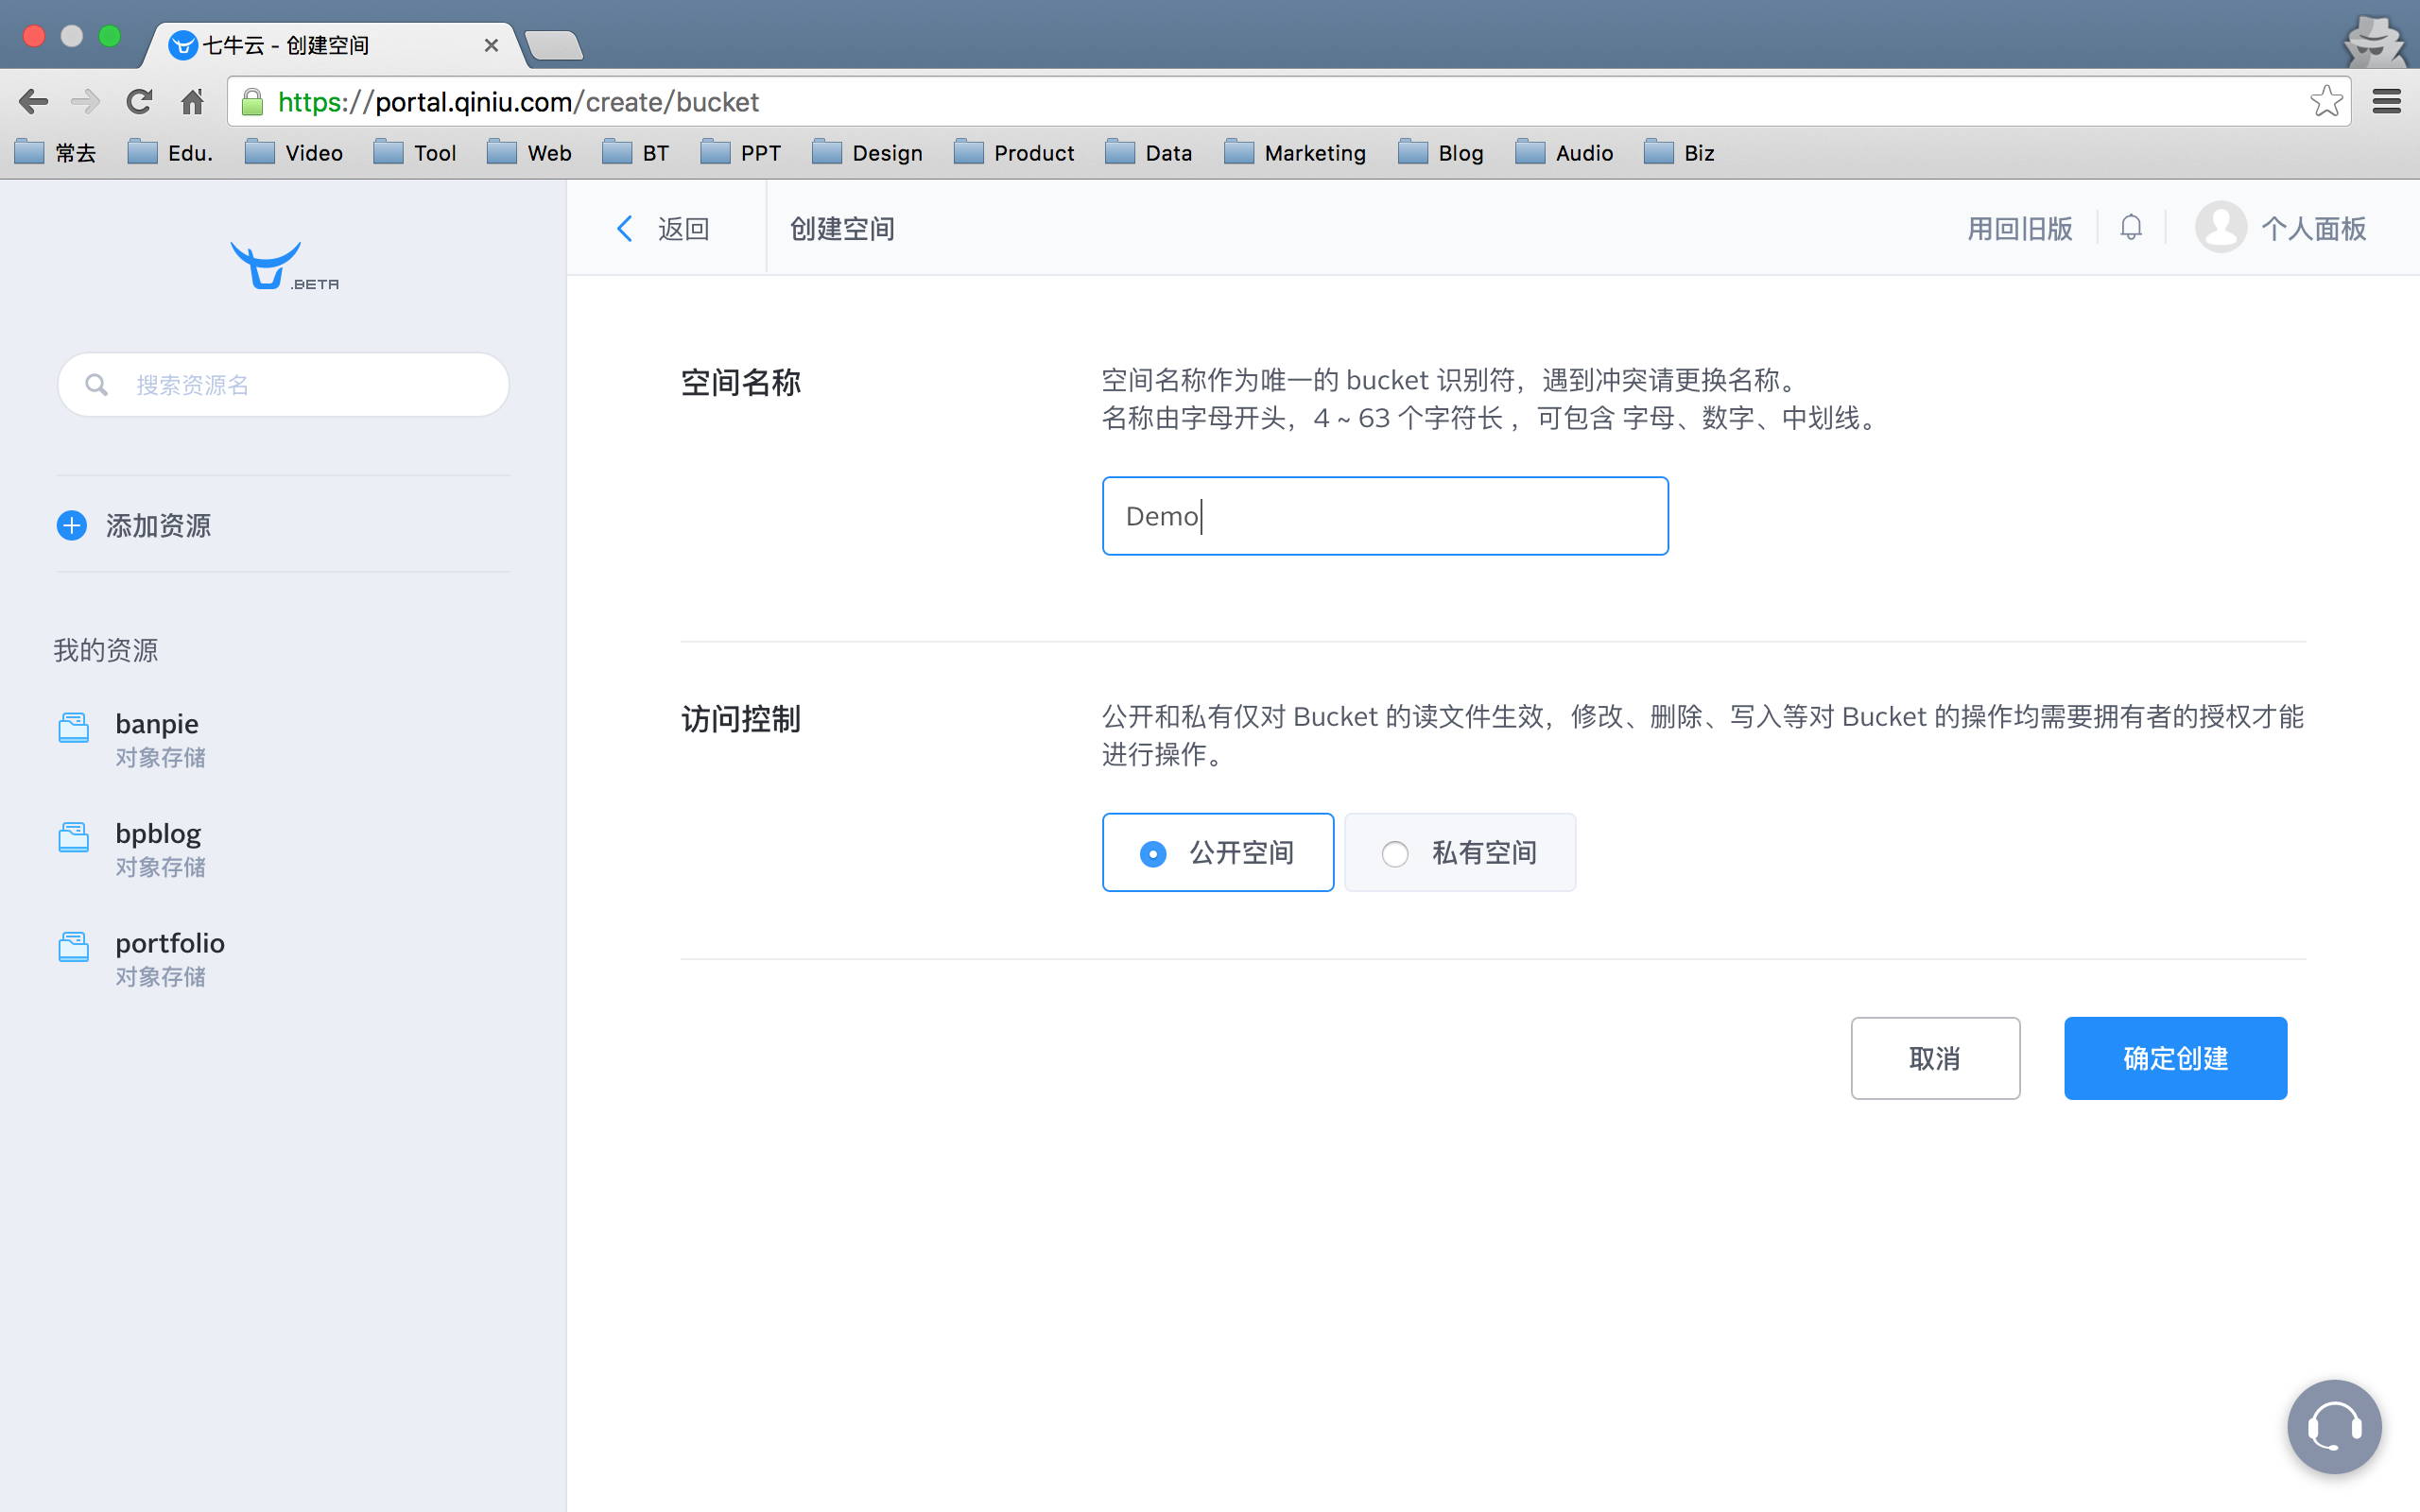 七牛云 - 创建空间
https://portal.qiniu.com/create/bucket
常去 Edu. Video Tool Web BT PPT Design Product Data Marketing Blog Audio Biz
.BETA
搜索资源名
添加资源
我的资源
banpie
对象存储
bpblog
对象存储
portfolio
对象存储
返回 创建空间 用回旧版 个人面板
空间名称
空间名称作为唯一的 bucket 识别符，遇到冲突请更换名称。
名称由字母开头，4 ~ 63 个字符长 ，可包含 字母、数字、中划线。
Demo
访问控制
公开和私有仅对 Bucket 的读文件生效，修改、删除、写入等对 Bucket 的操作均需要拥有者的授权才能
进行操作。
公开空间 私有空间
取消 确定创建